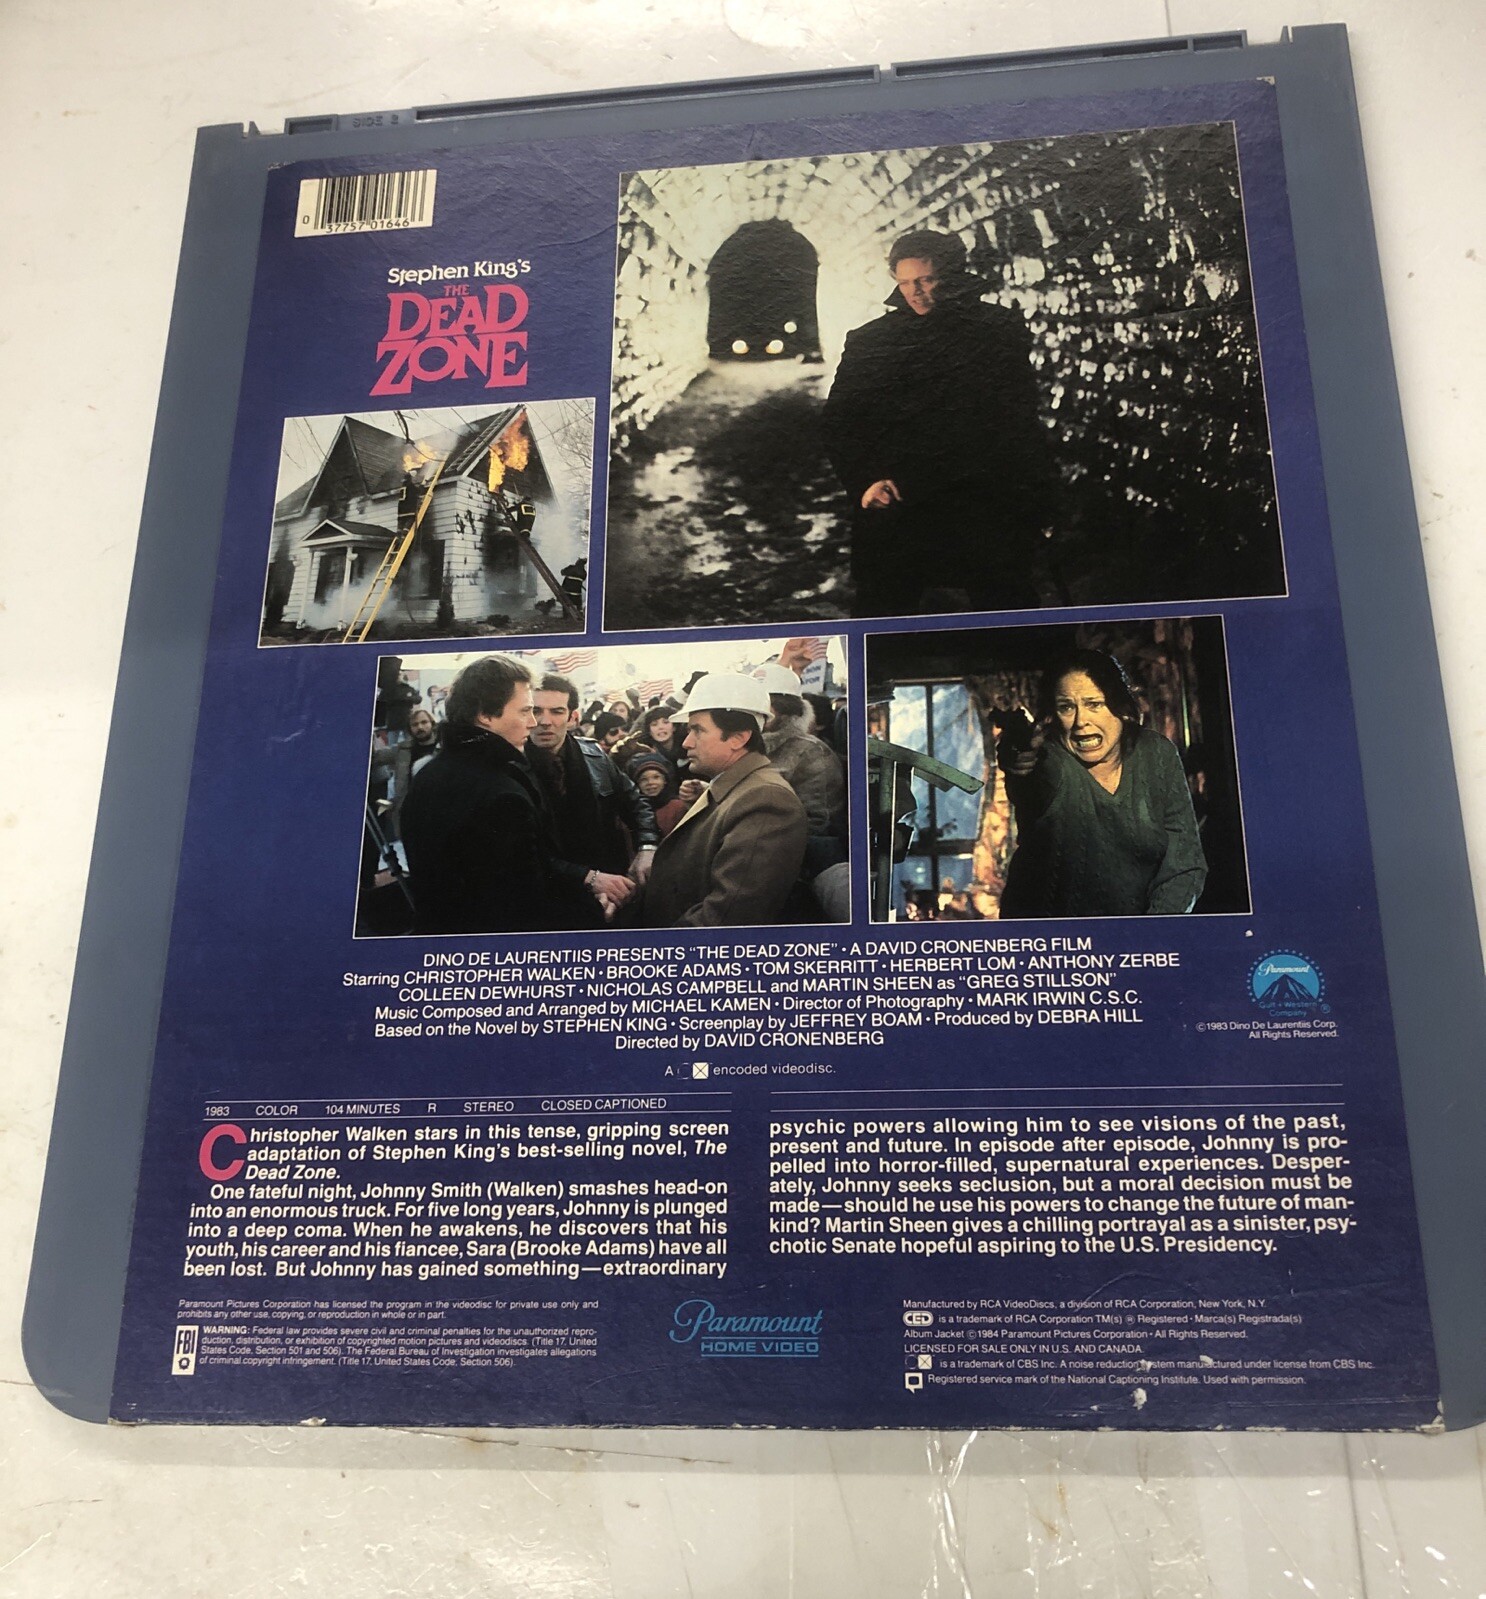 SIDE 2
0 37757 01646
Stephen King's
THE
DEAD
ZONE
DINO DE LAURENTIIS PRESENTS "THE DEAD ZONE" • A DAVID CRONENBERG FILM
Starring CHRISTOPHER WALKEN • BROOKE ADAMS • TOM SKERRITT • HERBERT LOM • ANTHONY ZERBE
COLLEEN DEWHURST • NICHOLAS CAMPBELL and MARTIN SHEEN as "GREG STILLSON"
Music Composed and Arranged by MICHAEL KAMEN • Director of Photography • MARK IRWIN C.S.C.
Based on the Novel by STEPHEN KING • Screenplay by JEFFREY BOAM • Produced by DEBRA HILL
Directed by DAVID CRONENBERG
Paramount
A
Gulf + Western
Company
®
©1983 Dino De Laurentiis Corp.
All Rights Reserved.
A CX encoded videodisc.
1983 COLOR 104 MINUTES R STEREO CLOSED CAPTIONED
Christopher Walken stars in this tense, gripping screen
adaptation of Stephen King's best-selling novel, The
Dead Zone.
One fateful night, Johnny Smith (Walken) smashes head-on
into an enormous truck. For five long years, Johnny is plunged
into a deep coma. When he awakens, he discovers that his
youth, his career and his fiancee, Sara (Brooke Adams) have all
been lost. But Johnny has gained something—extraordinary
psychic powers allowing him to see visions of the past,
present and future. In episode after episode, Johnny is pro-
pelled into horror-filled, supernatural experiences. Desper-
ately, Johnny seeks seclusion, but a moral decision must be
made—should he use his powers to change the future of man-
kind? Martin Sheen gives a chilling portrayal as a sinister, psy-
chotic Senate hopeful aspiring to the U.S. Presidency.
Paramount Pictures Corporation has licensed the program in the videodisc for private use only and
prohibits any other use, copying, or reproduction in whole or in part.
FBI
WARNING: Federal law provides severe civil and criminal penalties for the unauthorized repro-
duction, distribution, or exhibition of copyrighted motion pictures and videodiscs. (Title 17, United
States Code, Section 501 and 506). The Federal Bureau of Investigation investigates allegations
of criminal copyright infringement. (Title 17, United States Code, Section 506).
Paramount
HOME VIDEO
Manufactured by RCA VideoDiscs, a division of RCA Corporation, New York, N.Y.
CED is a trademark of RCA Corporation TM(s) ® Registered • Marca(s) Registrada(s)
Album Jacket ©1984 Paramount Pictures Corporation • All Rights Reserved.
LICENSED FOR SALE ONLY IN U.S. AND CANADA.
CX is a trademark of CBS Inc. A noise reduction system manufactured under license from CBS Inc.
Registered service mark of the National Captioning Institute. Used with permission.